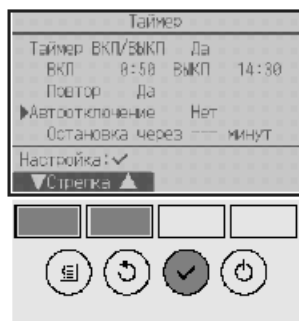 Таймер
Таймер ВКЛ/ВЫКЛ Да
ВКЛ 8:50 ВЫКЛ 14:30
Повтор Да
▶Автоотключение Нет
Остановка через --- минут
Настройка:✓
▼Стрелка▲